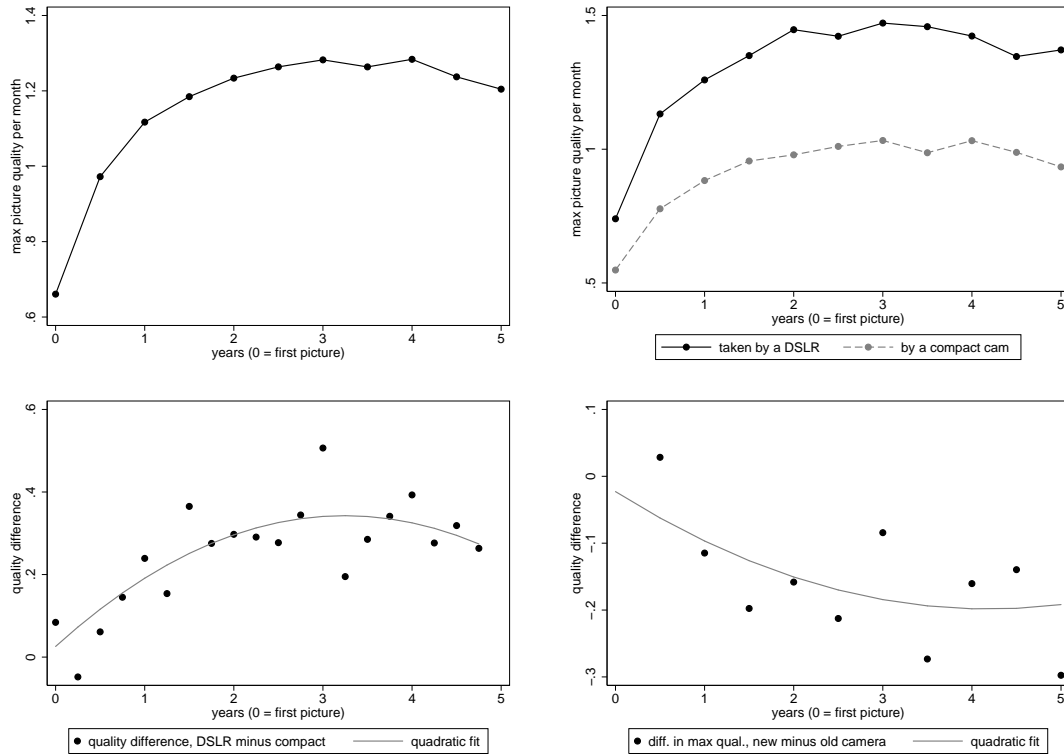 max picture quality per month
.6 .8 1 1.2 1.4
0 1 2 3 4 5
years (0 = first picture)
max picture quality per month
.5 1 1.5
0 1 2 3 4 5
years (0 = first picture)
taken by a DSLR by a compact cam
quality difference
0 .2 .4 .6
0 1 2 3 4 5
years (0 = first picture)
quality difference, DSLR minus compact quadratic fit
quality difference
−.3 −.2 −.1 0 .1
0 1 2 3 4 5
years (0 = first picture)
diff. in max qual., new minus old camera quadratic fit